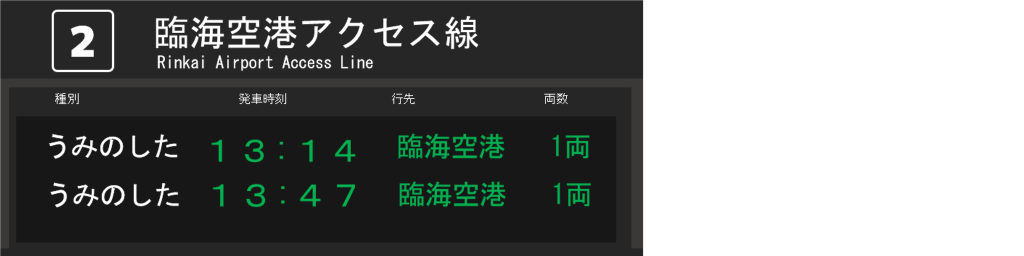 2 臨海空港アクセス線
Rinkai Airport Access Line
種別 発車時刻 行先 両数
うみのした 13:14 臨海空港 1両
うみのした 13:47 臨海空港 1両